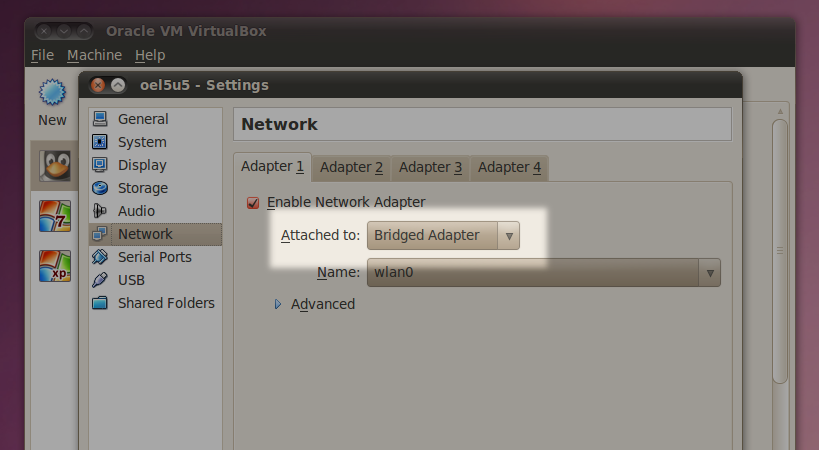 Oracle VM VirtualBox
File Machine Help
New
oel5u5 - Settings
General
System
Display
Storage
Audio
Network
Serial Ports
USB
Shared Folders
Network
Adapter 1 Adapter 2 Adapter 3 Adapter 4
Enable Network Adapter
Attached to: Bridged Adapter
Name: wlan0
Advanced
7
xp